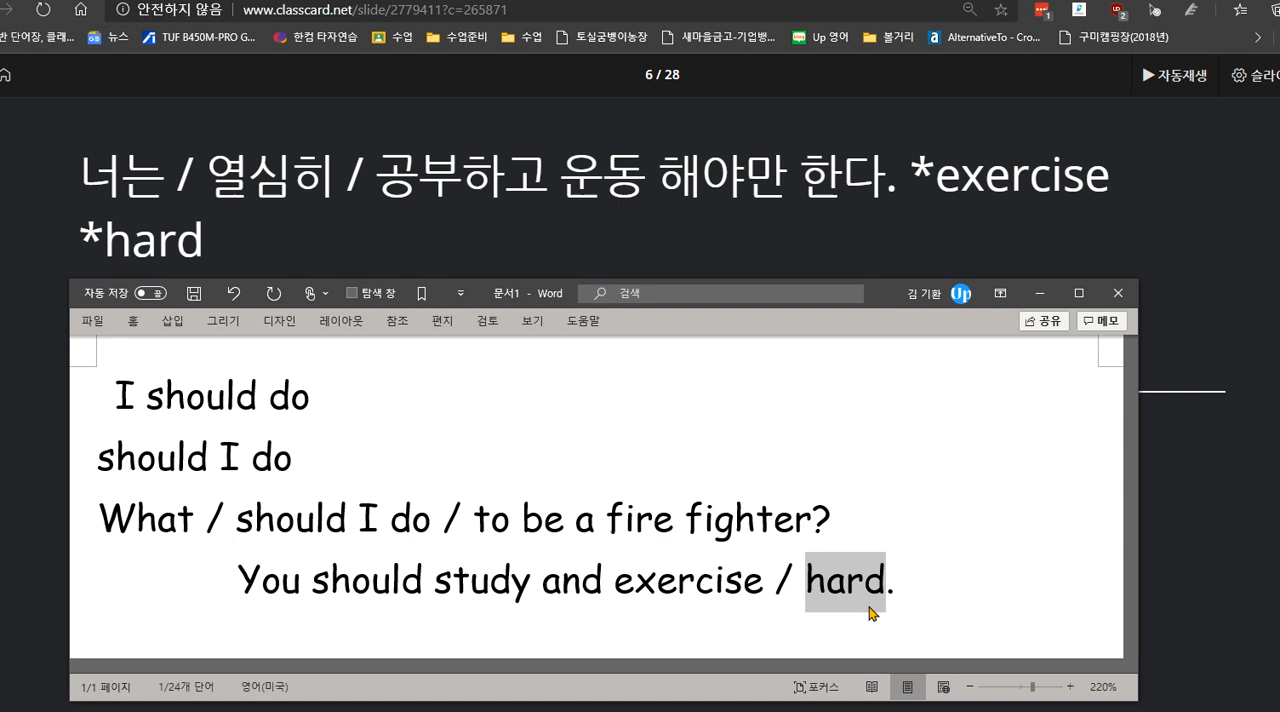 안전하지 않음 www.classcard.net/slide/2779411?c=265871
반 단어장, 클래... 뉴스 TUF B450M-PRO G... 한컴 타자연습 수업 수업준비 수업 토실굼벵이농장 새마을금고-기업뱅... Up 영어 볼거리 AlternativeTo - Cro... 구미캠핑장(2018년)
6 / 28 ▶ 자동재생
너는 / 열심히 / 공부하고 운동 해야만 한다. *exercise
*hard
자동 저장 끔 탐색 창 문서1 - Word 검색 김 기환 Up
파일 홈 삽입 그리기 디자인 레이아웃 참조 편지 검토 보기 도움말 공유 메모
I should do
should I do
What / should I do / to be a fire fighter?
You should study and exercise / hard.
1/1 페이지 1/24개 단어 영어(미국) 포커스 220%